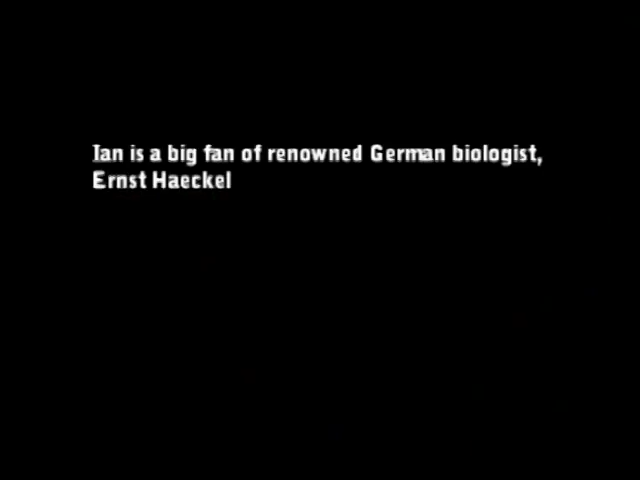 Ian is a big fan of renowned German biologist,
Ernst Haeckel